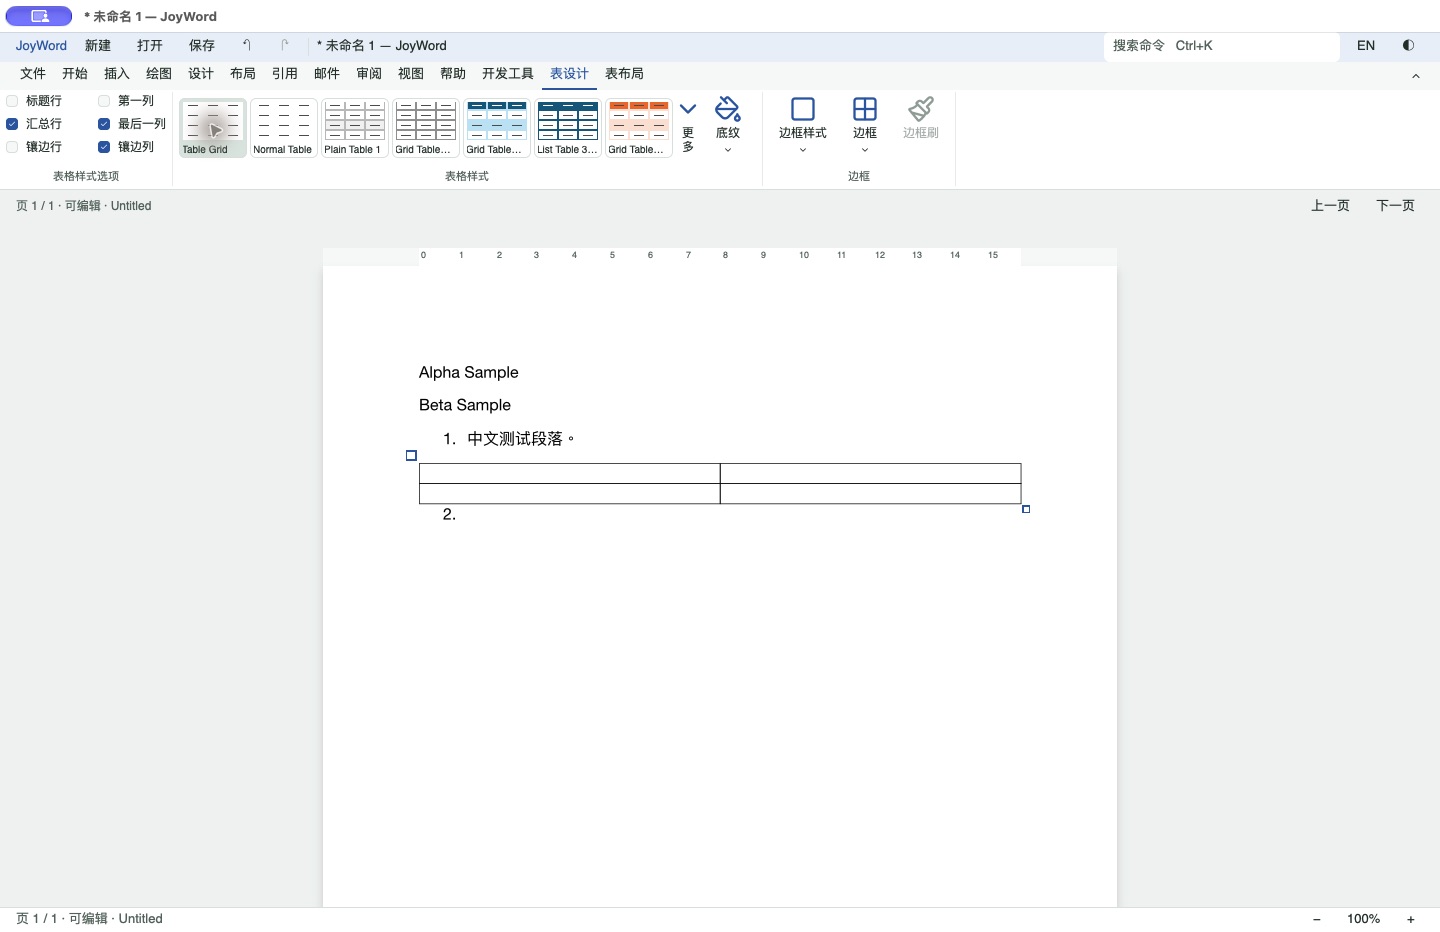 * 未命名 1 — JoyWord
JoyWord 新建 打开 保存 * 未命名 1 — JoyWord 搜索命令 Ctrl+K EN
文件 开始 插入 绘图 设计 布局 引用 邮件 审阅 视图 帮助 开发工具 表设计 表布局
标题行 第一列
汇总行 最后一列
镶边行 镶边列
表格样式选项
Table Grid Normal Table Plain Table 1 Grid Table... Grid Table... List Table 3... Grid Table...
更多
表格样式
底纹
边框样式 边框 边框刷
边框
页 1 / 1 · 可编辑 · Untitled 上一页 下一页
0 1 2 3 4 5 6 7 8 9 10 11 12 13 14 15
Alpha Sample
Beta Sample
1. 中文测试段落。
2.
页 1 / 1 · 可编辑 · Untitled − 100% +